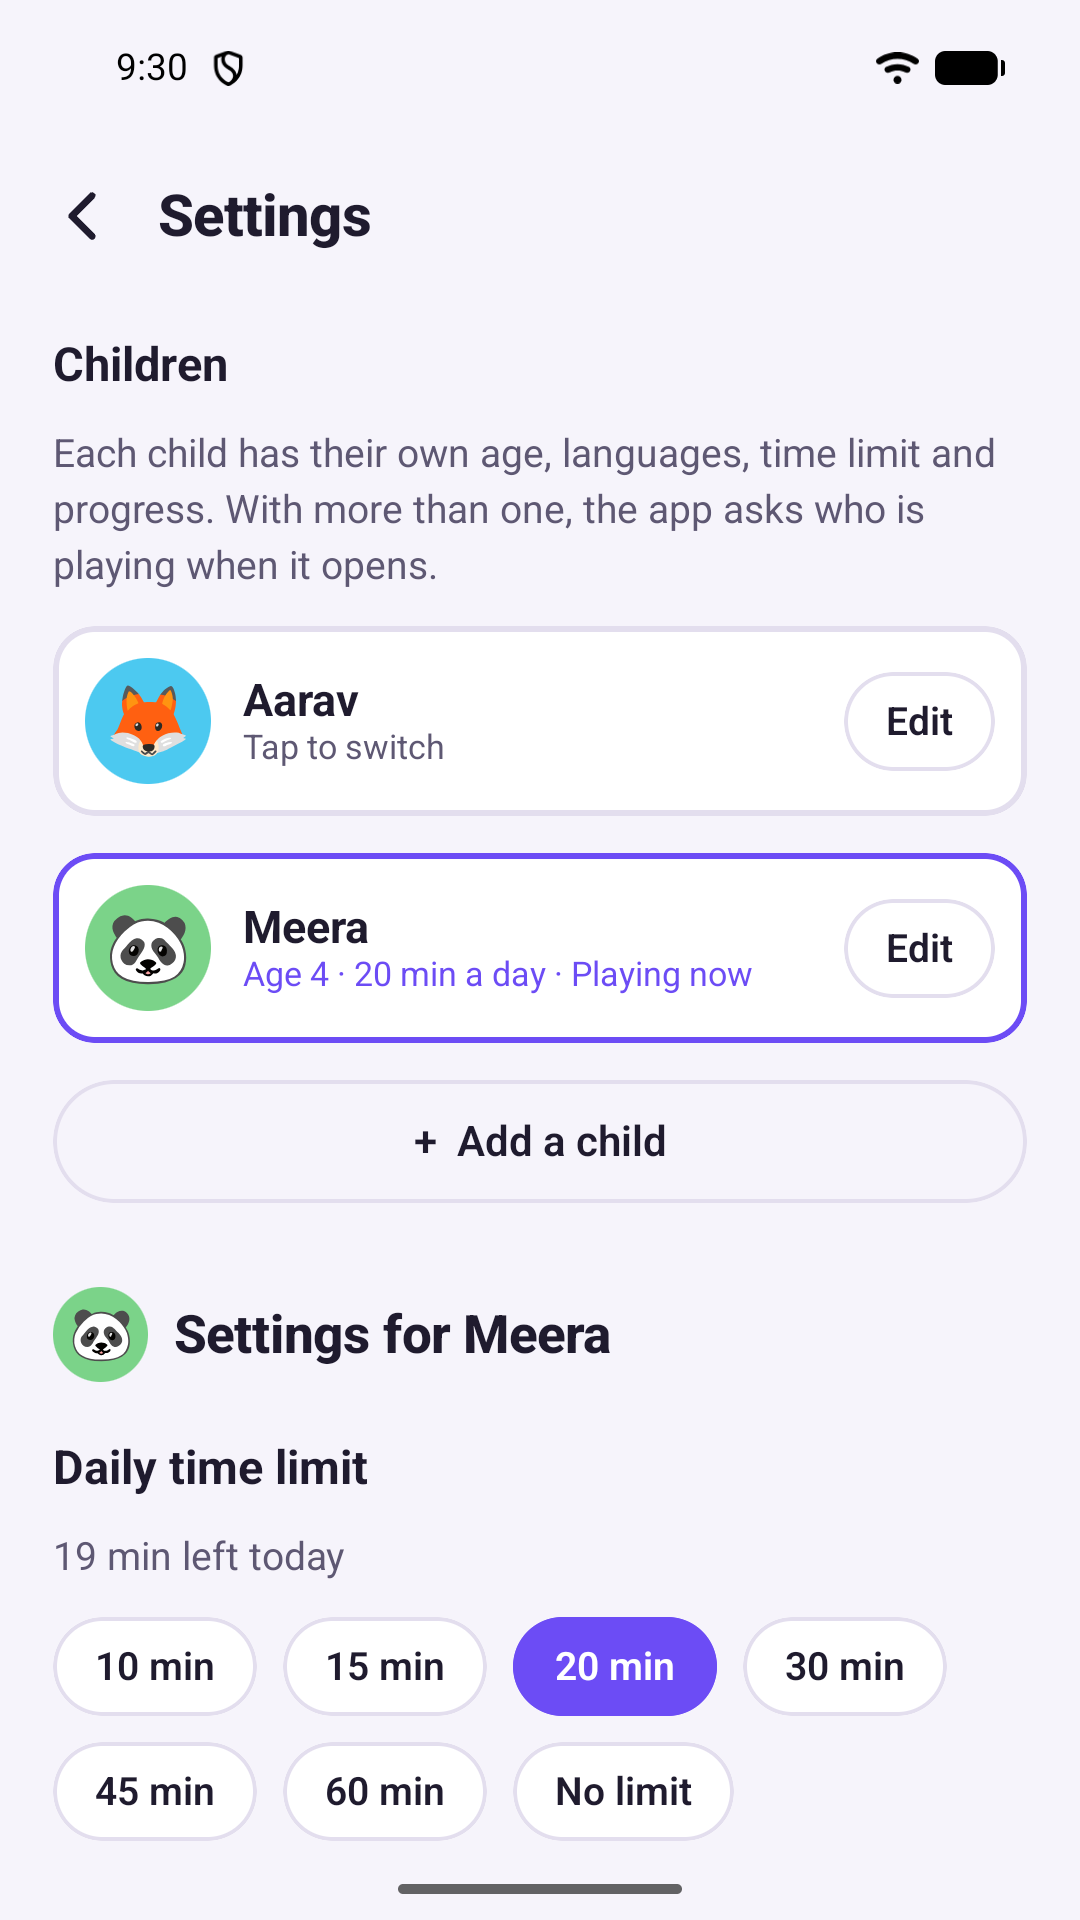 9:30
Settings
Children
Each child has their own age, languages, time limit and
progress. With more than one, the app asks who is
playing when it opens.
Aarav
Tap to switch
Edit
Meera
Age 4 · 20 min a day · Playing now
Edit
+ Add a child
Settings for Meera
Daily time limit
19 min left today
10 min 15 min 20 min 30 min
45 min 60 min No limit